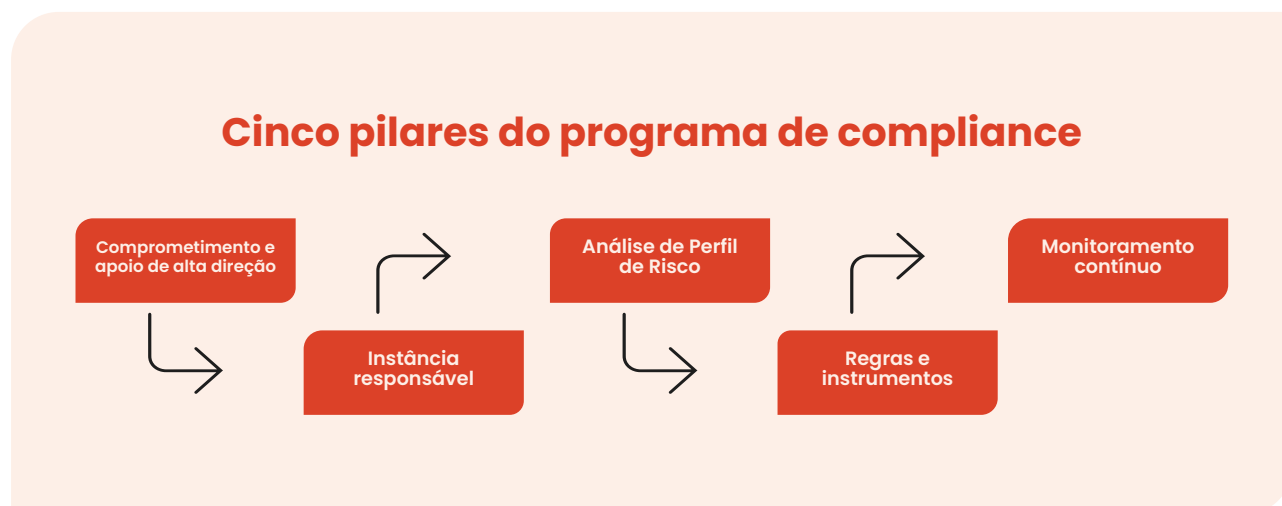 Cinco pilares do programa de compliance
Comprometimento e
apoio de alta direção
Instância
responsável
Análise de Perfil
de Risco
Regras e
instrumentos
Monitoramento
contínuo